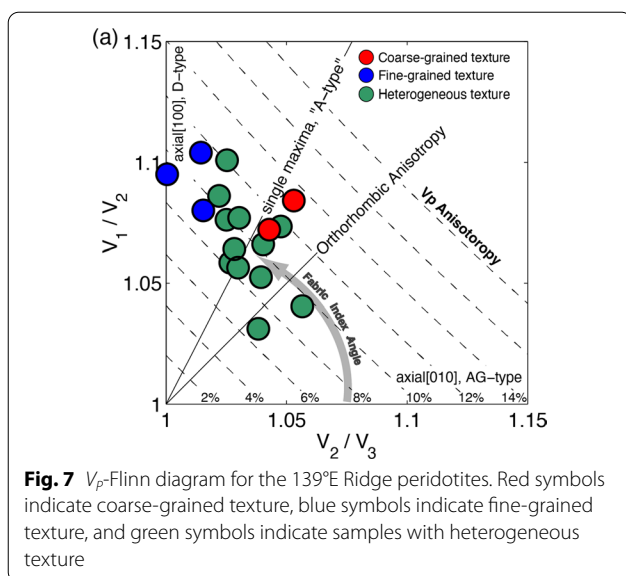 (a)
1.15
1.1
1.05
1
V1 / V2
axial[100], D-type
single maxima, "A-type"
Coarse-grained texture
Fine-grained texture
Heterogeneous texture
Orthorhombic Anisotropy
Vp Anisotoropy
Fabric Index Angle
axial[010], AG-type
2% 4% 6% 8% 10% 12% 14%
1 1.05 1.1 1.15
V2 / V3
Fig. 7 VP-Flinn diagram for the 139°E Ridge peridotites. Red symbols
indicate coarse-grained texture, blue symbols indicate fine-grained
texture, and green symbols indicate samples with heterogeneous
texture